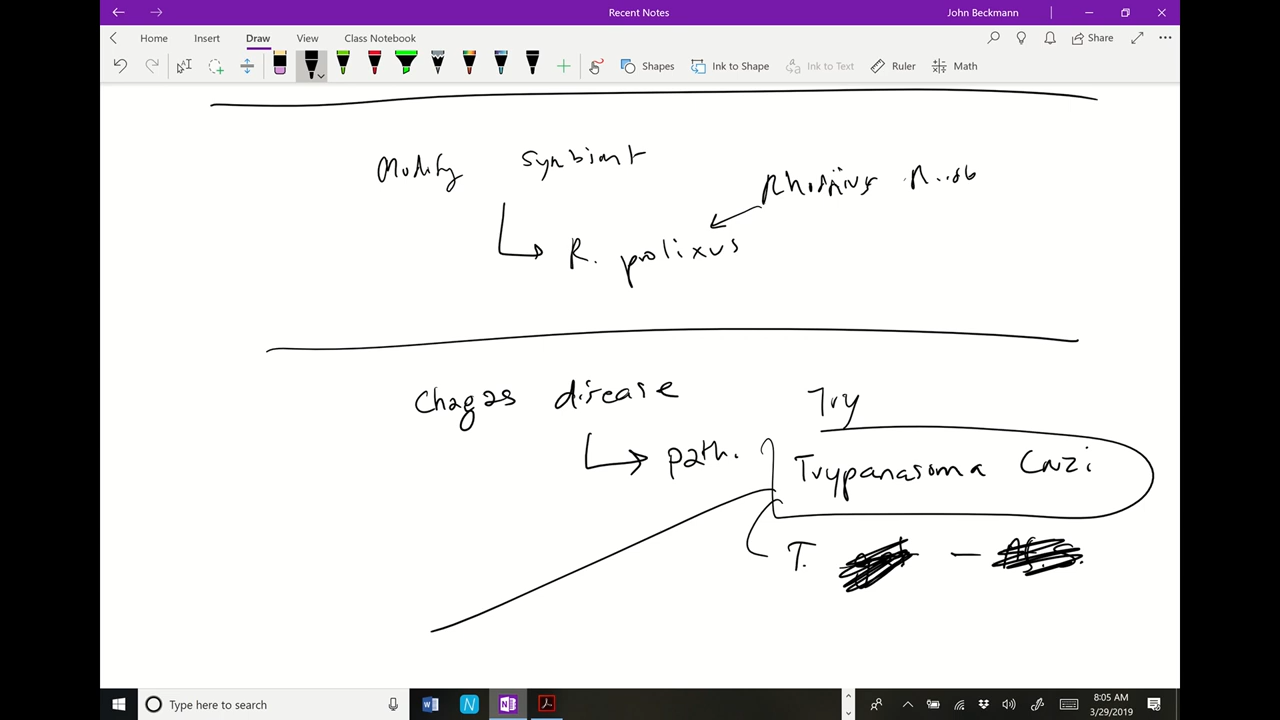 Recent Notes
John Beckmann
Home Insert Draw View Class Notebook
Share
Shapes Ink to Shape Ink to Text Ruler Math
Modify symbiont
R. prolixus
Chagas disease
Try
path.
Trypanasoma Cruzi
T. —
Type here to search
8:05 AM
3/29/2019